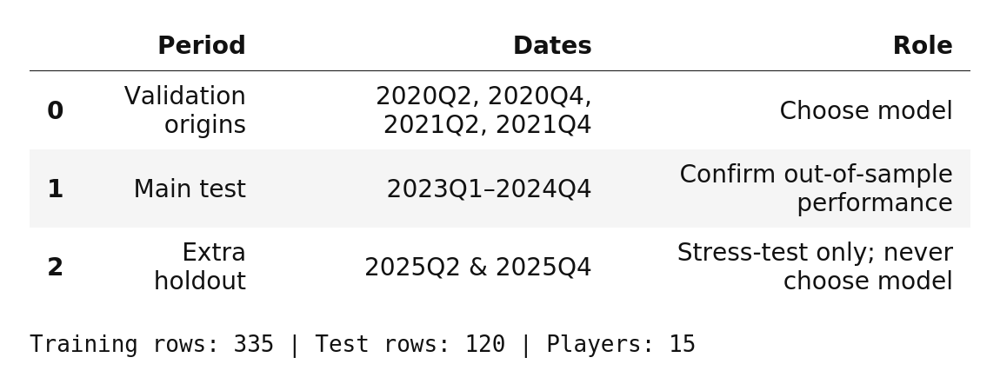 Period Dates Role
0 Validation origins 2020Q2, 2020Q4, 2021Q2, 2021Q4 Choose model
1 Main test 2023Q1–2024Q4 Confirm out-of-sample performance
2 Extra holdout 2025Q2 & 2025Q4 Stress-test only; never choose model
Training rows: 335 | Test rows: 120 | Players: 15